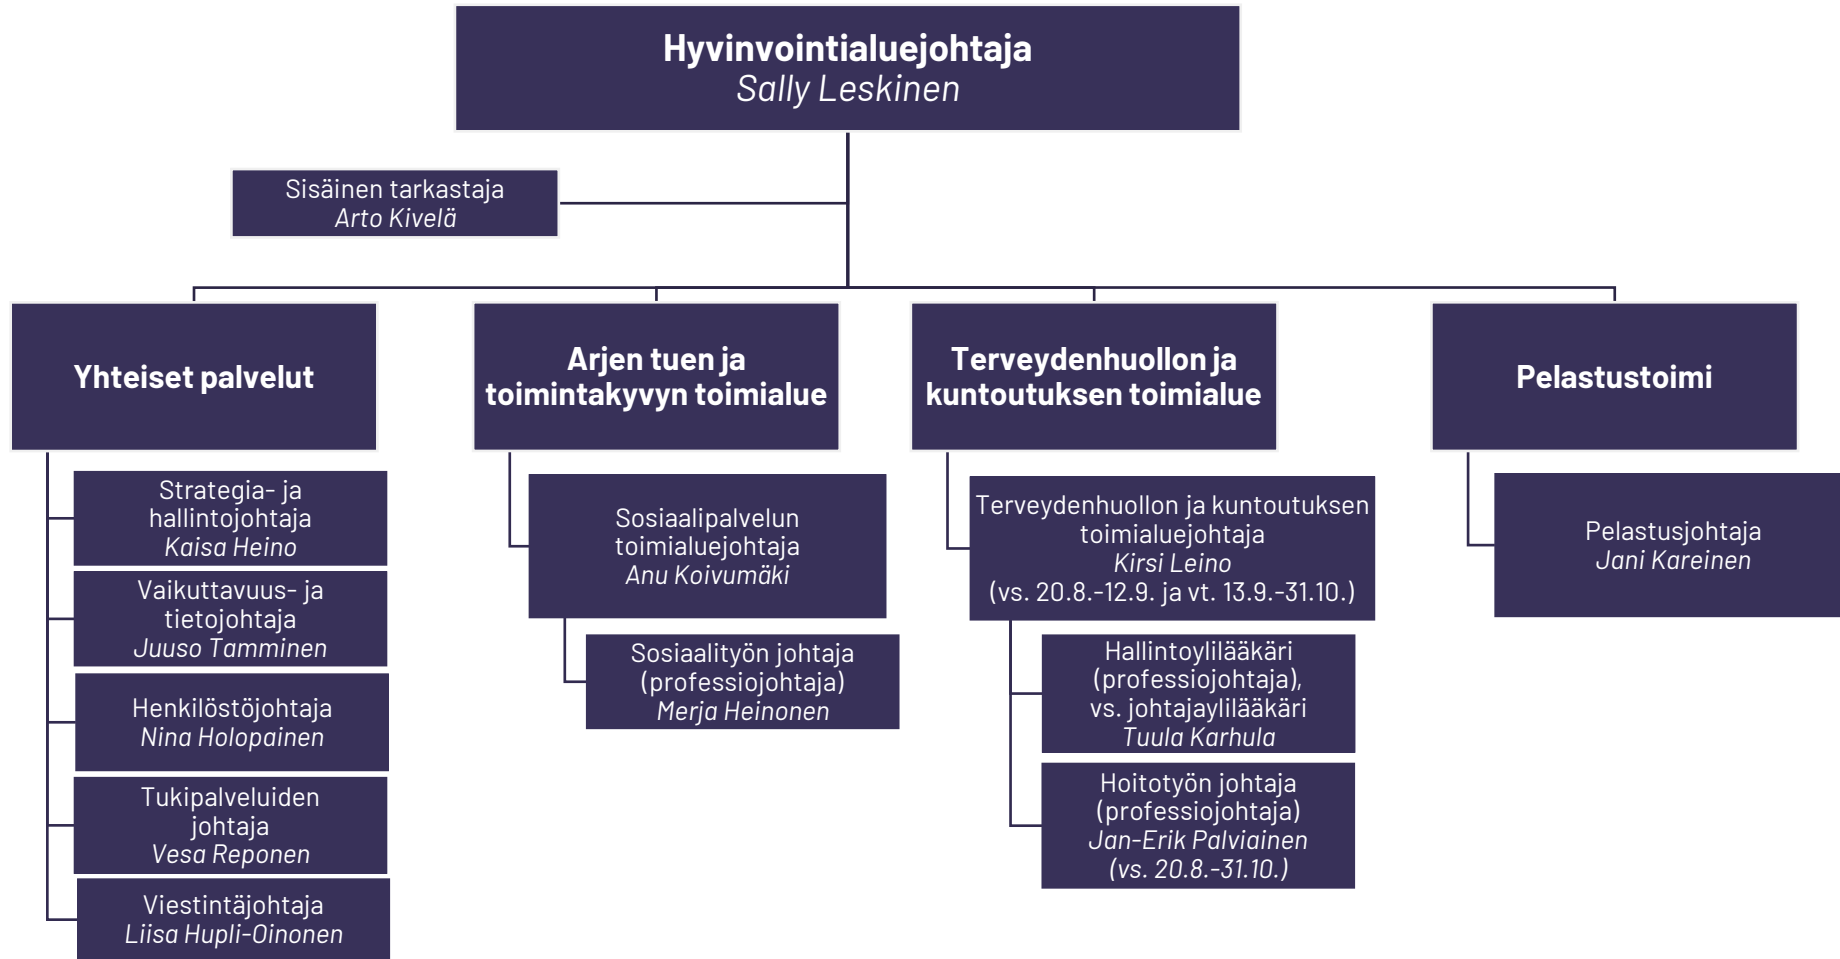 Hyvinvointialuejohtaja
Sally Leskinen
Sisäinen tarkastaja
Arto Kivelä
Yhteiset palvelut
Strategia- ja
hallintojohtaja
Kaisa Heino
Vaikuttavuus- ja
tietojohtaja
Juuso Tamminen
Henkilöstöjohtaja
Nina Holopainen
Tukipalveluiden
johtaja
Vesa Reponen
Viestintäjohtaja
Liisa Hupli-Oinonen
Arjen tuen ja
toimintakyvyn toimialue
Sosiaalipalvelun
toimialuejohtaja
Anu Koivumäki
Sosiaalityön johtaja
(professiojohtaja)
Merja Heinonen
Terveydenhuollon ja
kuntoutuksen toimialue
Terveydenhuollon ja kuntoutuksen
toimialuejohtaja
Kirsi Leino
(vs. 20.8.-12.9. ja vt. 13.9.-31.10.)
Hallintoylilääkäri
(professiojohtaja),
vs. johtajaylilääkäri
Tuula Karhula
Hoitotyön johtaja
(professiojohtaja)
Jan-Erik Palviainen
(vs. 20.8.-31.10.)
Pelastustoimi
Pelastusjohtaja
Jani Kareinen